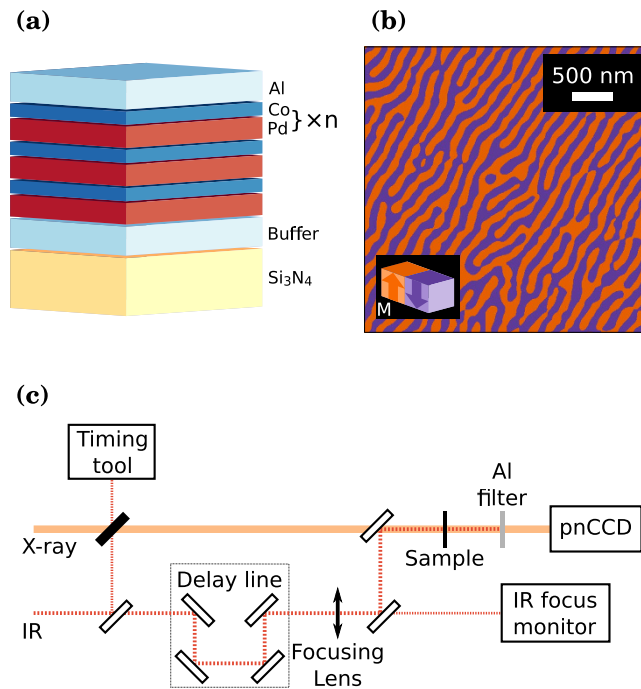 (a)
Al
Co
Pd
}×n
Buffer
Si₃N₄
(b)
500 nm
M
(c)
Timing
tool
X-ray
IR
Delay line
Focusing
Lens
Sample
Al
filter
pnCCD
IR focus
monitor